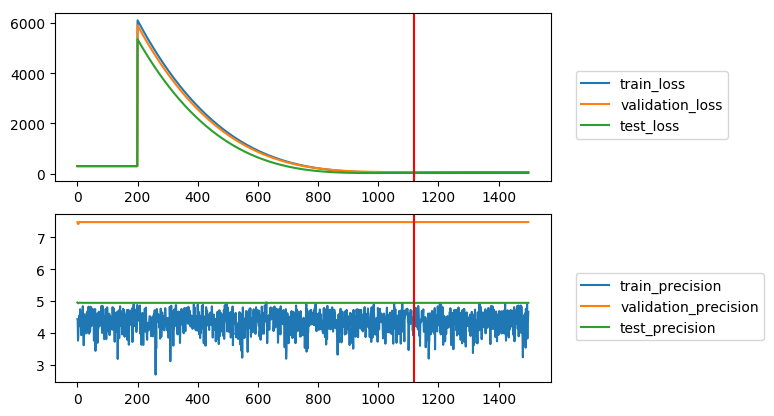 6000
4000
2000
0
0 200 400 600 800 1000 1200 1400
train_loss
validation_loss
test_loss
7
6
5
4
3
0 200 400 600 800 1000 1200 1400
train_precision
validation_precision
test_precision